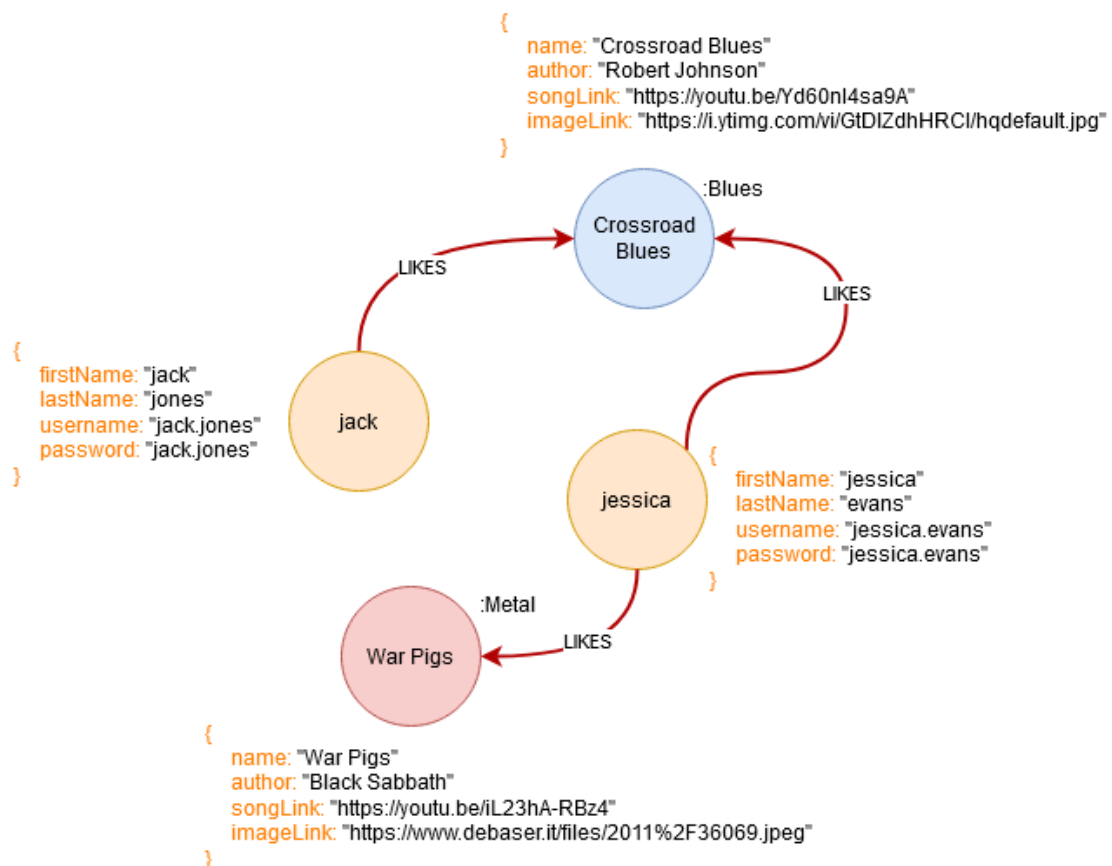 {
name: "Crossroad Blues"
author: "Robert Johnson"
songLink: "https://youtu.be/Yd60nI4sa9A"
imageLink: "https://i.ytimg.com/vi/GtDIZdhHRCI/hqdefault.jpg"
}
:Blues
Crossroad
Blues
LIKES
LIKES
{
firstName: "jack"
lastName: "jones"
username: "jack.jones"
password: "jack.jones"
}
jack
jessica
{
firstName: "jessica"
lastName: "evans"
username: "jessica.evans"
password: "jessica.evans"
}
:Metal
War Pigs
LIKES
{
name: "War Pigs"
author: "Black Sabbath"
songLink: "https://youtu.be/iL23hA-RBz4"
imageLink: "https://www.debaser.it/files/2011%2F36069.jpeg"
}